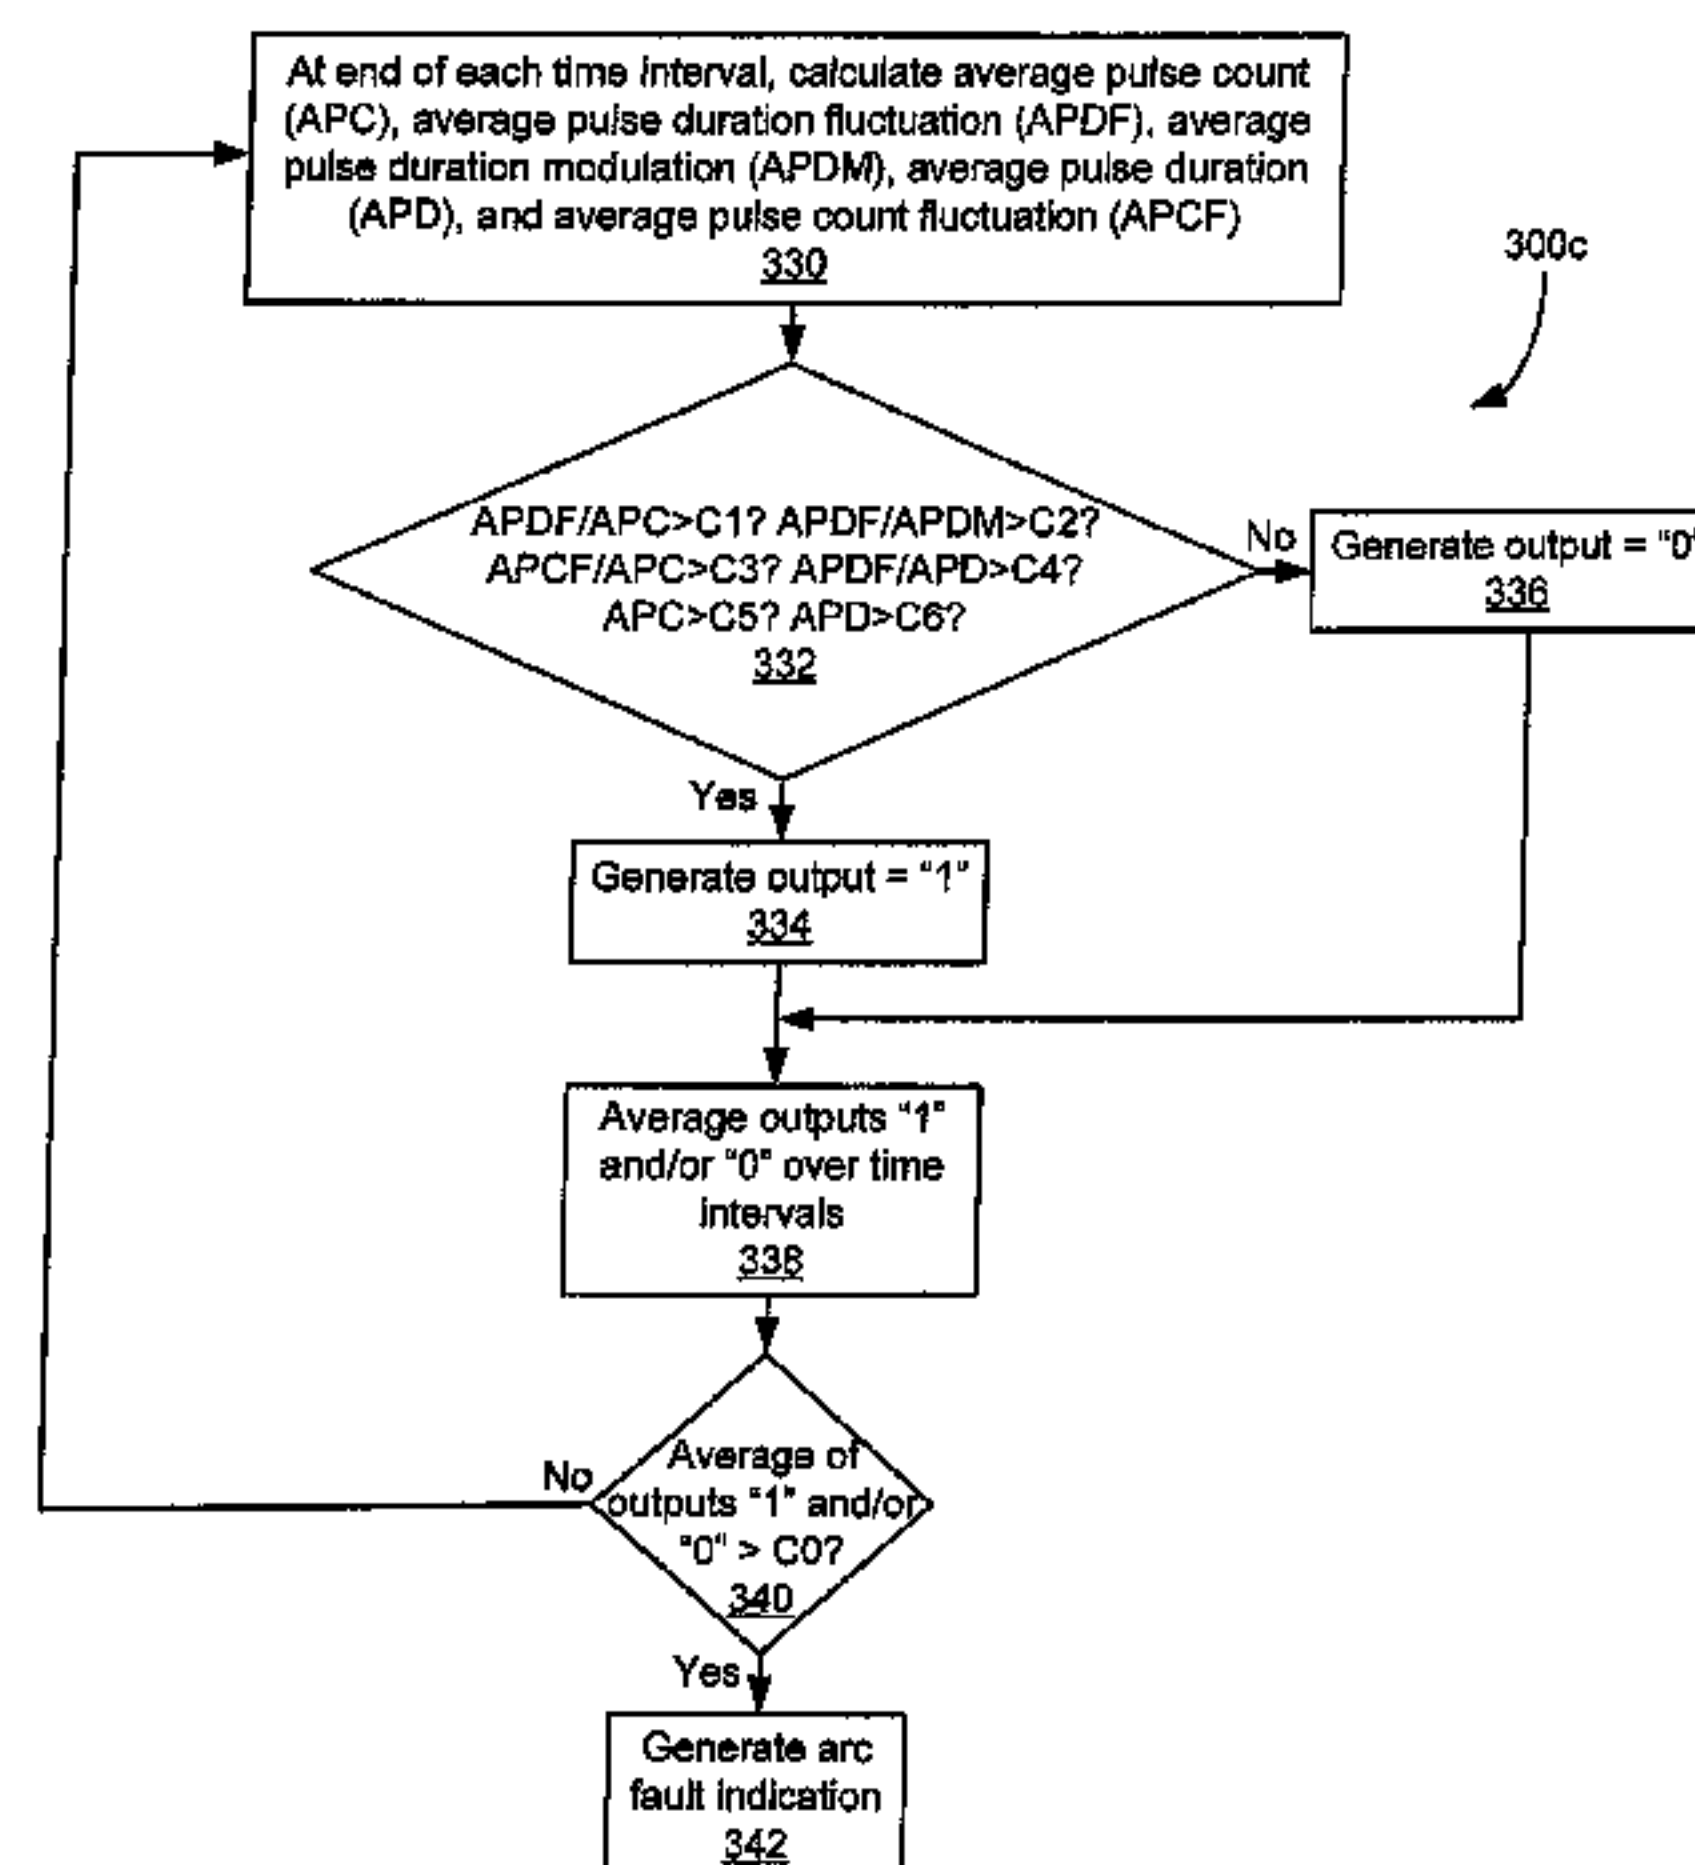 At end of each time interval, calculate average pulse count
(APC), average pulse duration fluctuation (APDF), average
pulse duration modulation (APDM), average pulse duration
(APD), and average pulse count fluctuation (APCF)
330
300c
APDF/APC>C1? APDF/APDM>C2?
APCF/APC>C3? APDF/APD>C4?
APC>C5? APD>C6?
332
No
Generate output = "0"
336
Yes
Generate output = "1"
334
Average outputs "1"
and/or "0" over time
intervals
338
Average of
outputs "1" and/or
"0" > C0?
340
No
Yes
Generate arc
fault indication
342